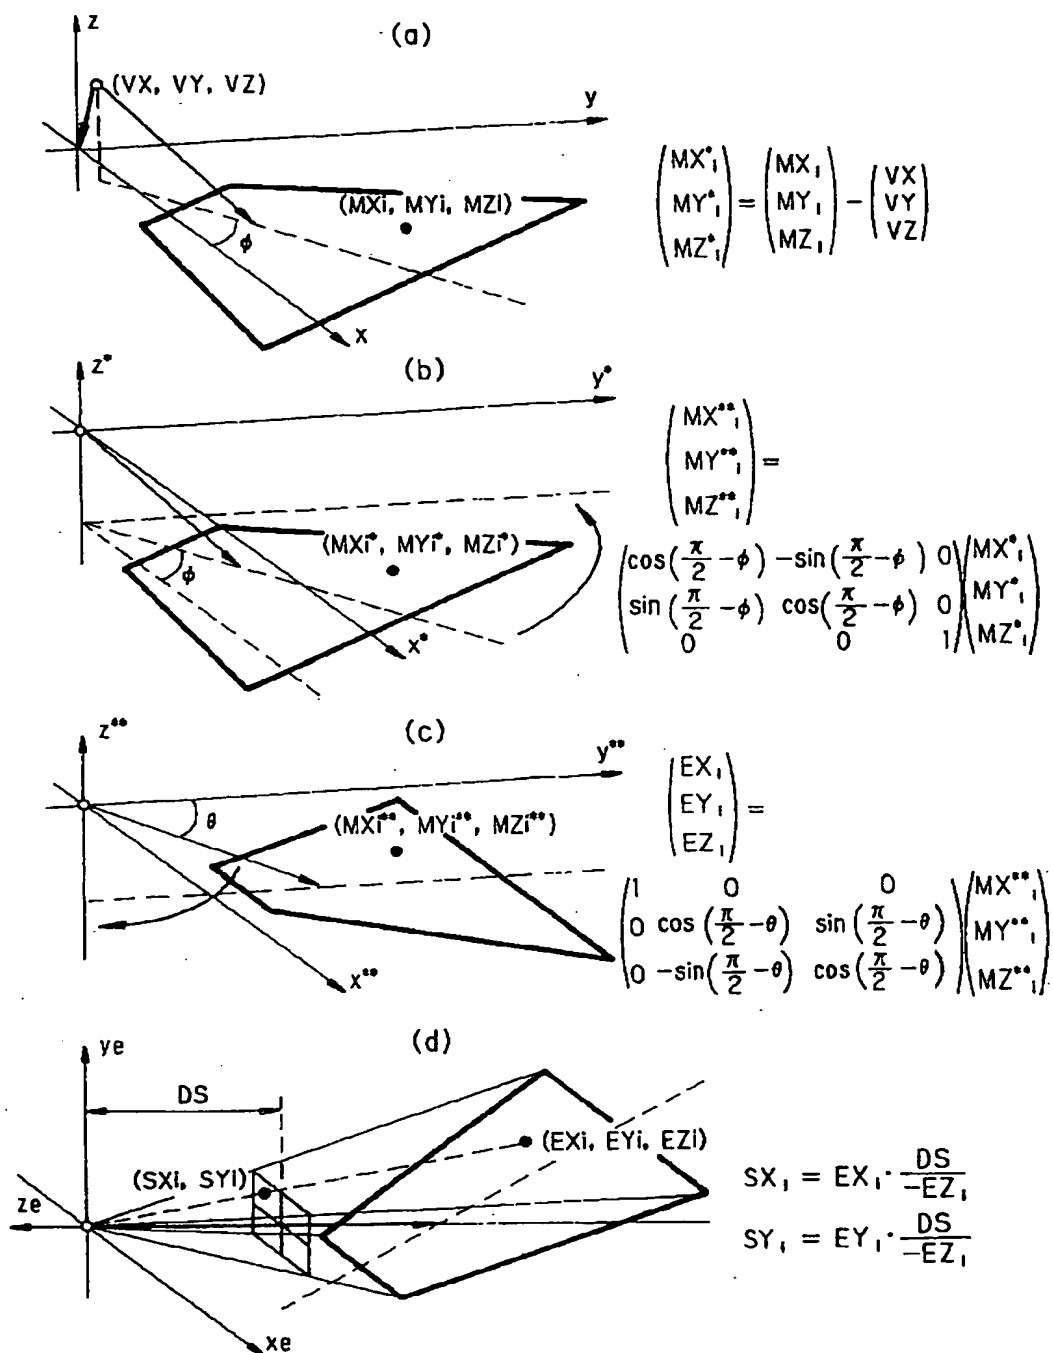 (a)
z
(VX, VY, VZ)
y
(MXi, MYi, MZi)
ϕ
x
(MX*ᵢ MY*ᵢ MZ*ᵢ) = (MXᵢ MYᵢ MZᵢ) − (VX VY VZ)
(b)
z*
y*
(MXi*, MYi*, MZi*)
ϕ
x*
(MX**ᵢ MY**ᵢ MZ**ᵢ) =
cos(π/2 −ϕ) −sin(π/2 −ϕ) 0 MX*ᵢ
sin(π/2 −ϕ) cos(π/2 −ϕ) 0 MY*ᵢ
0 0 1 MZ*ᵢ
(c)
z**
y**
θ
(MXi**, MYi**, MZi**)
x**
(EXᵢ EYᵢ EZᵢ) =
1 0 0 MX**ᵢ
0 cos(π/2 −θ) sin(π/2 −θ) MY**ᵢ
0 −sin(π/2 −θ) cos(π/2 −θ) MZ**ᵢ
(d)
ye
DS
(EXi, EYi, EZi)
(SXi, SYi)
ze
xe
SXᵢ = EXᵢ · DS/−EZᵢ
SYᵢ = EYᵢ · DS/−EZᵢ